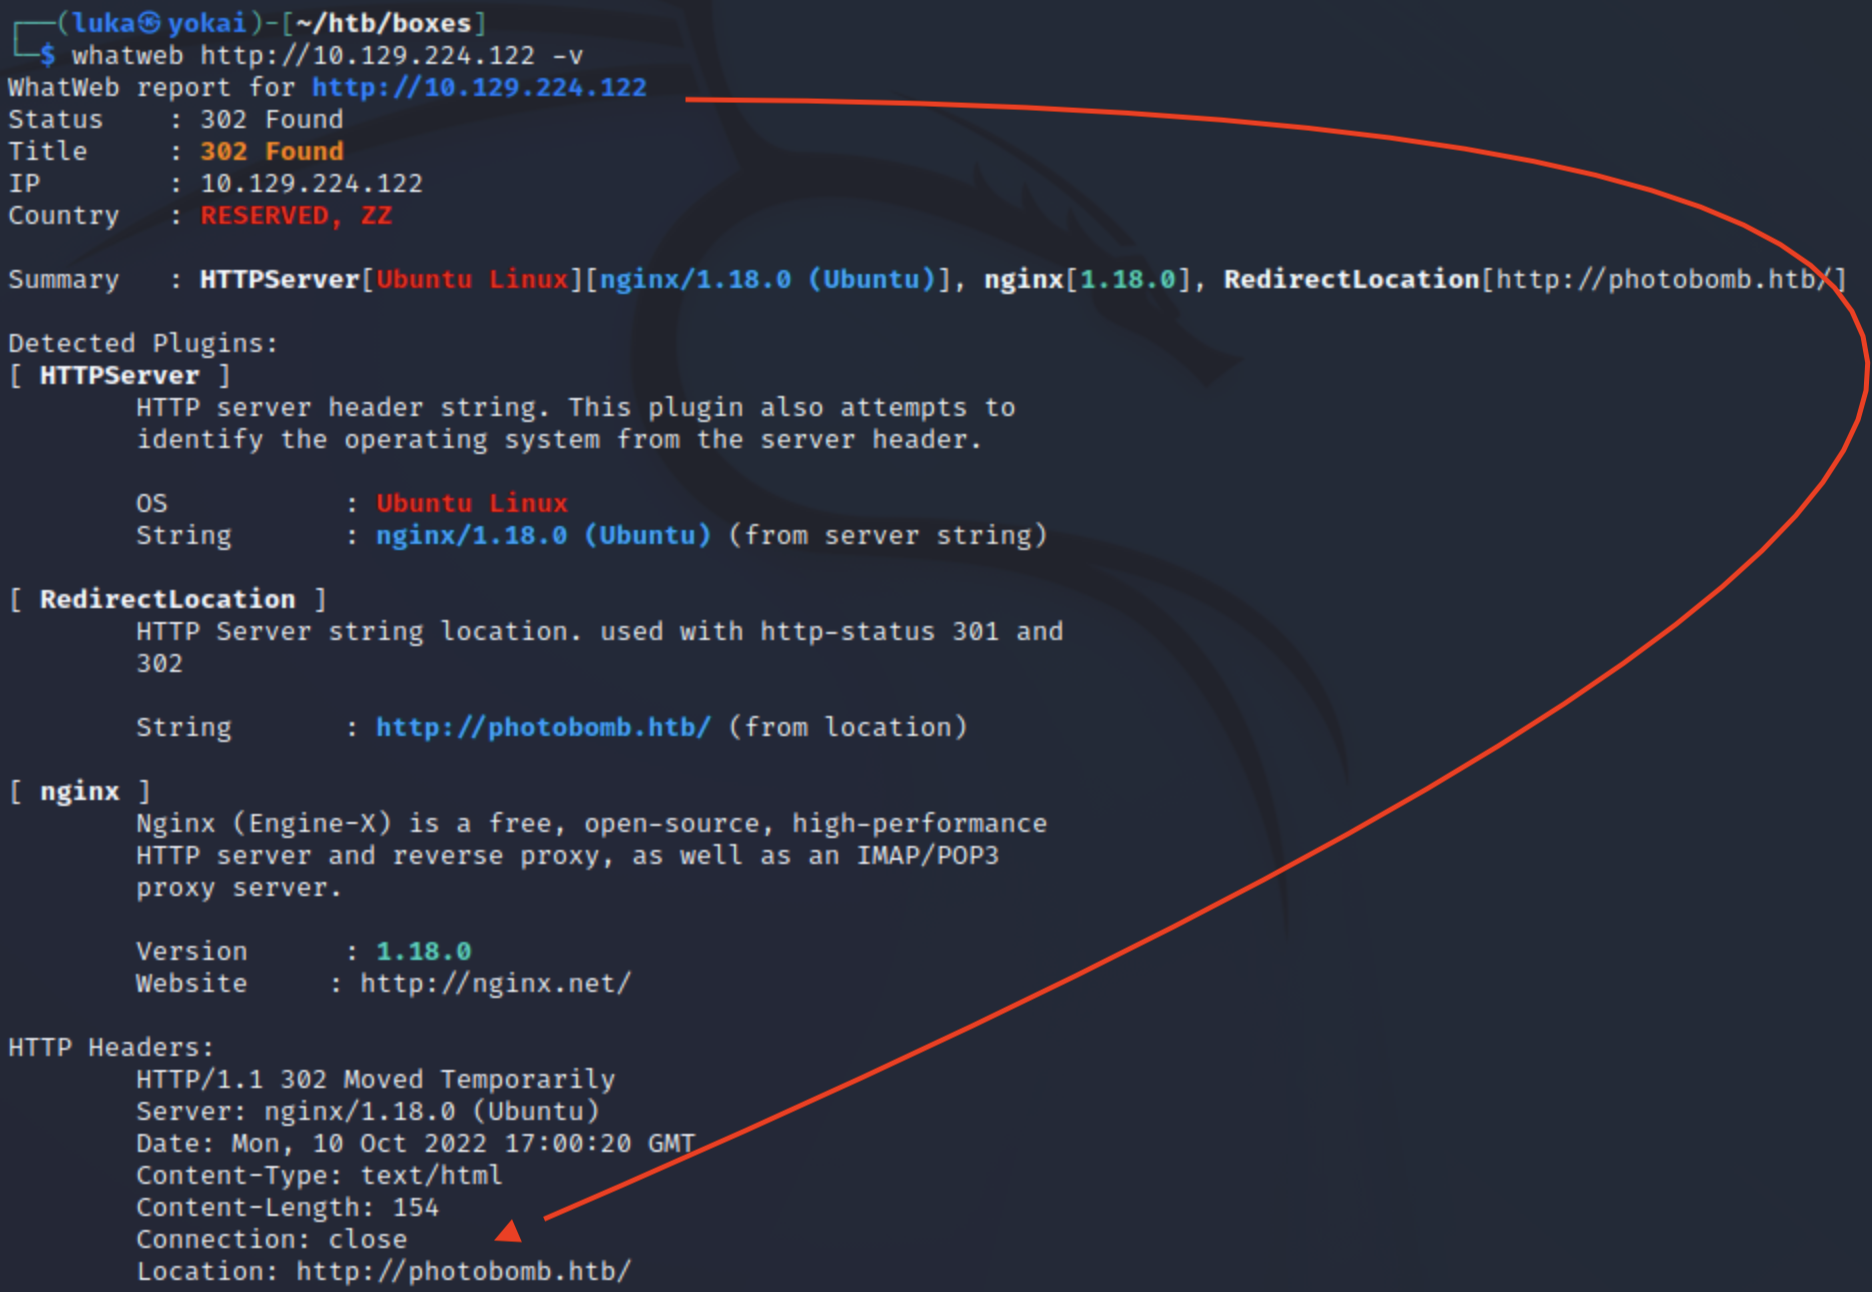 ┌──(luka㉿yokai)-[~/htb/boxes]
└─$ whatweb http://10.129.224.122 -v
WhatWeb report for http://10.129.224.122
Status    : 302 Found
Title     : 302 Found
IP        : 10.129.224.122
Country   : RESERVED, ZZ
Summary   : HTTPServer[Ubuntu Linux][nginx/1.18.0 (Ubuntu)], nginx[1.18.0], RedirectLocation[http://photobomb.htb/]
Detected Plugins:
[ HTTPServer ]
HTTP server header string. This plugin also attempts to
identify the operating system from the server header.
OS           : Ubuntu Linux
String       : nginx/1.18.0 (Ubuntu) (from server string)
[ RedirectLocation ]
HTTP Server string location. used with http-status 301 and
302
String       : http://photobomb.htb/ (from location)
[ nginx ]
Nginx (Engine-X) is a free, open-source, high-performance
HTTP server and reverse proxy, as well as an IMAP/POP3
proxy server.
Version      : 1.18.0
Website     : http://nginx.net/
HTTP Headers:
HTTP/1.1 302 Moved Temporarily
Server: nginx/1.18.0 (Ubuntu)
Date: Mon, 10 Oct 2022 17:00:20 GMT
Content-Type: text/html
Content-Length: 154
Connection: close
Location: http://photobomb.htb/